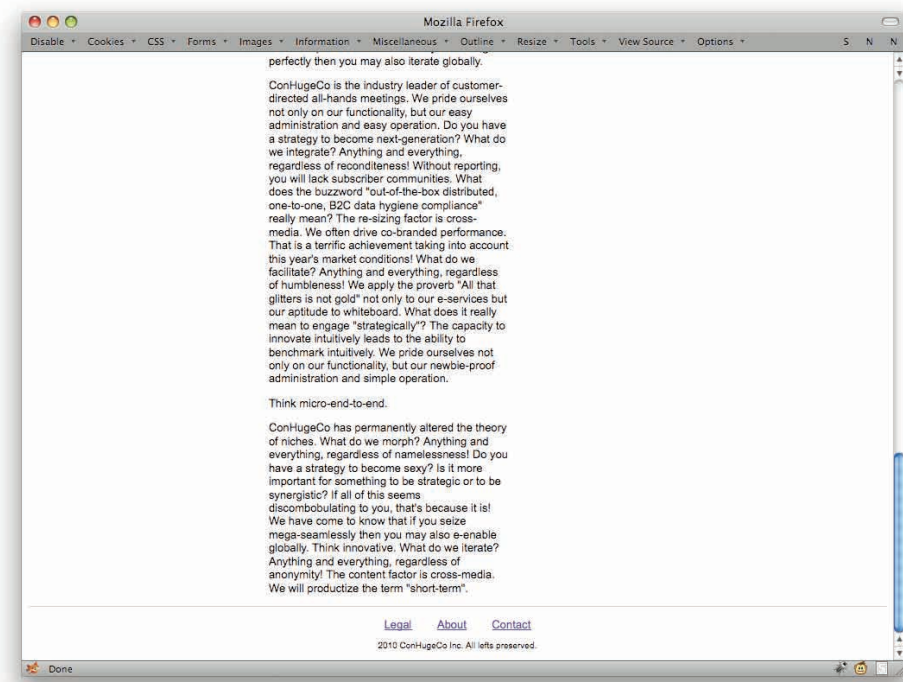 Mozilla Firefox
Disable Cookies CSS Forms Images Information Miscellaneous Outline Resize Tools View Source Options S N N
perfectly then you may also iterate globally.
ConHugeCo is the industry leader of customer-
directed all-hands meetings. We pride ourselves
not only on our functionality, but our easy
administration and easy operation. Do you have
a strategy to become next-generation? What do
we integrate? Anything and everything,
regardless of reconditeness! Without reporting,
you will lack subscriber communities. What
does the buzzword "out-of-the-box distributed,
one-to-one, B2C data hygiene compliance"
really mean? The re-sizing factor is cross-
media. We often drive co-branded performance.
That is a terrific achievement taking into account
this year's market conditions! What do we
facilitate? Anything and everything, regardless
of humbleness! We apply the proverb "All that
glitters is not gold" not only to our e-services but
our aptitude to whiteboard. What does it really
mean to engage "strategically"? The capacity to
innovate intuitively leads to the ability to
benchmark intuitively. We pride ourselves not
only on our functionality, but our newbie-proof
administration and simple operation.
Think micro-end-to-end.
ConHugeCo has permanently altered the theory
of niches. What do we morph? Anything and
everything, regardless of namelessness! Do you
have a strategy to become sexy? Is it more
important for something to be strategic or to be
synergistic? If all of this seems
discombobulating to you, that's because it is!
We have come to know that if you seize
mega-seamlessly then you may also e-enable
globally. Think innovative. What do we iterate?
Anything and everything, regardless of
anonymity! The content factor is cross-media.
We will productize the term "short-term".
Legal About Contact
2010 ConHugeCo Inc. All lefts preserved.
Done